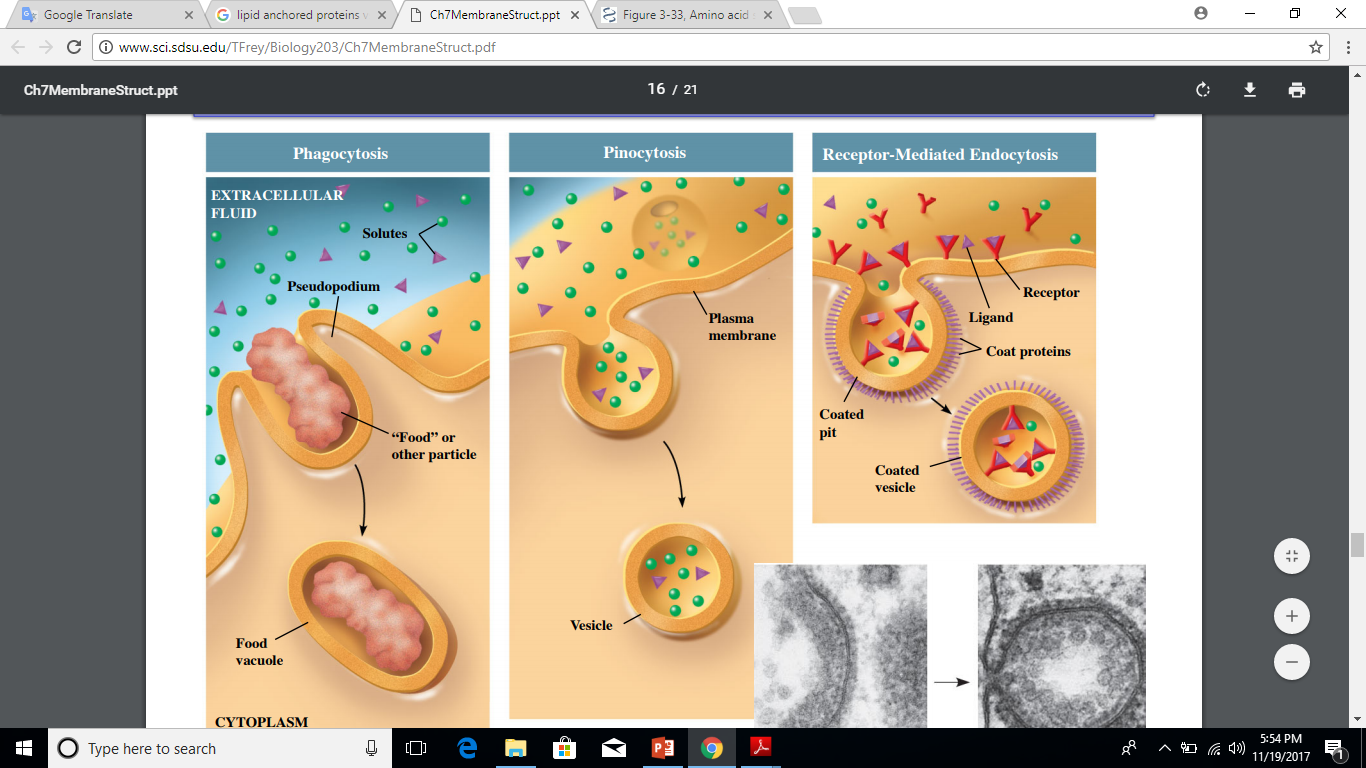 Google Translate
lipid anchored proteins v
Ch7MembraneStruct.ppt
Figure 3-33, Amino acid
www.sci.sdsu.edu/TFrey/Biology203/Ch7MembraneStruct.pdf
Ch7MembraneStruct.ppt
16 / 21
Phagocytosis
EXTRACELLULAR
FLUID
Solutes
Pseudopodium
“Food” or
other particle
Food
vacuole
CYTOPLASM
Pinocytosis
Plasma
membrane
Vesicle
Receptor-Mediated Endocytosis
Receptor
Ligand
Coat proteins
Coated
pit
Coated
vesicle
Type here to search
5:54 PM
11/19/2017
1